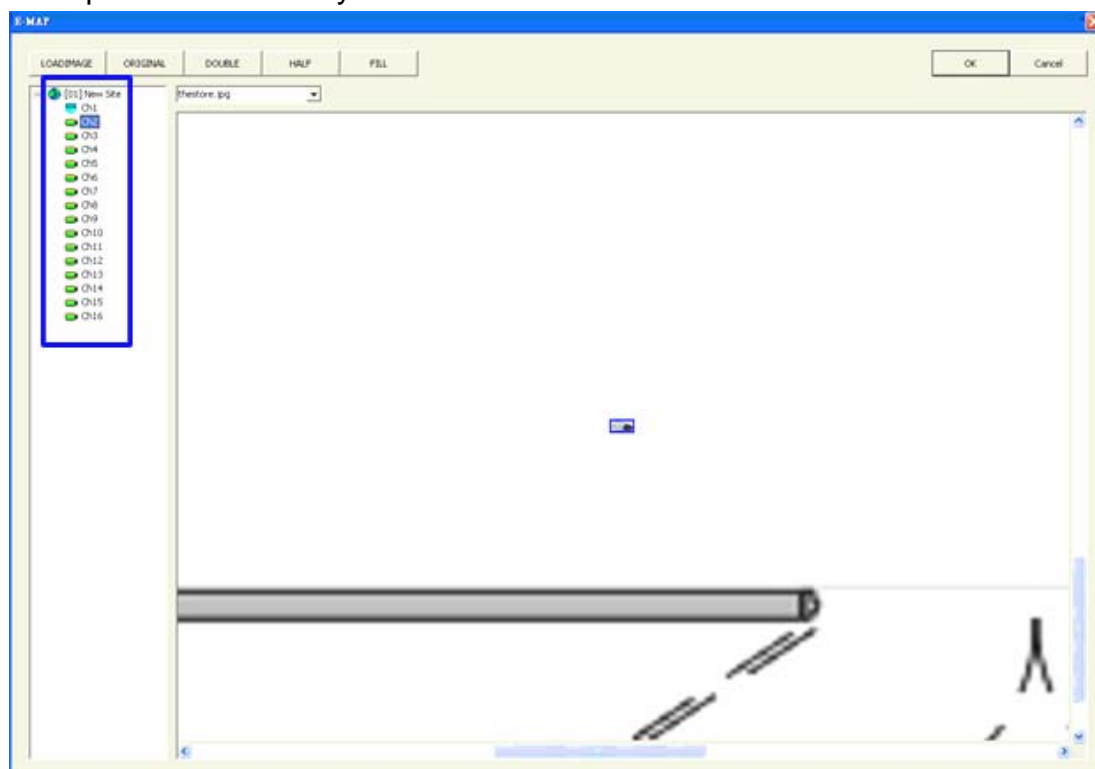 E-MAP
LOADIMAGE ORIGINAL DOUBLE HALF FILL OK Cancel
[01] New Site thestore.jpg
Ch1
Ch2
Ch3
Ch4
Ch5
Ch6
Ch7
Ch8
Ch9
Ch10
Ch11
Ch12
Ch13
Ch14
Ch15
Ch16